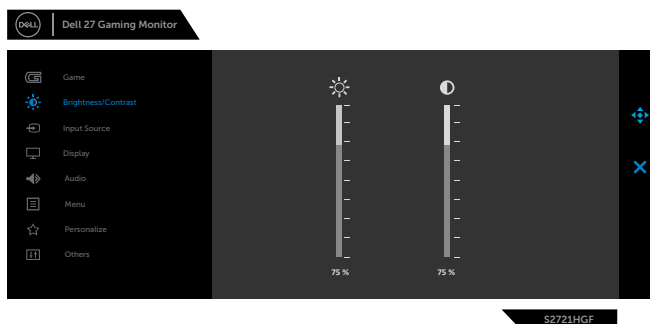 DELL
Dell 27 Gaming Monitor
Game
Brightness/Contrast
Input Source
Display
Audio
Menu
Personalize
Others
75 %
75 %
S2721HGF